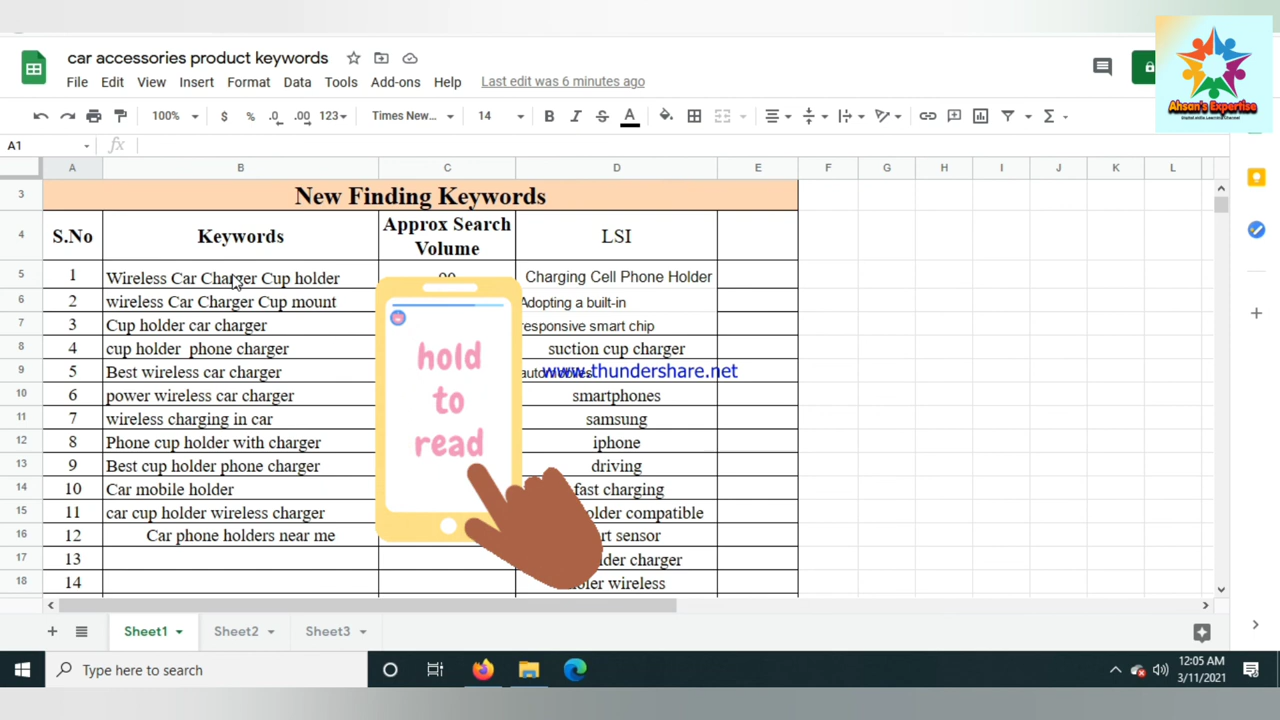 car accessories product keywords
File Edit View Insert Format Data Tools Add-ons Help Last edit was 6 minutes ago
100% $ % .0 .00 123 Times New... 14 B I S A
A1 fx
A B C D E F G H I J K L
3 New Finding Keywords
4 S.No Keywords Approx Search Volume LSI
5 1 Wireless Car Charger Cup holder Charging Cell Phone Holder
6 2 wireless Car Charger Cup mount Adopting a built-in
7 3 Cup holder car charger responsive smart chip
8 4 cup holder phone charger suction cup charger
9 5 Best wireless car charger automobiles www.thundershare.net
10 6 power wireless car charger smartphones
11 7 wireless charging in car samsung
12 8 Phone cup holder with charger iphone
13 9 Best cup holder phone charger driving
14 10 Car mobile holder fast charging
15 11 car cup holder wireless charger compatible
16 12 Car phone holders near me sensor
17 13 charger
18 14 wireless
hold
to
read
Sheet1 Sheet2 Sheet3
Type here to search
12:05 AM
3/11/2021
Ahsan's Expertise